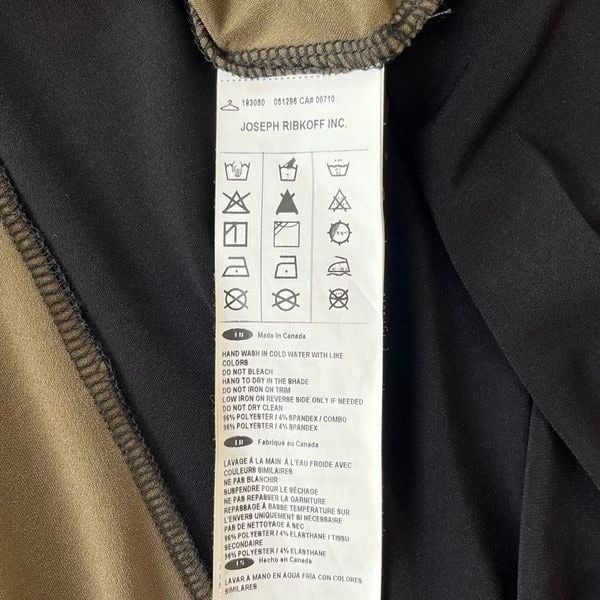 193080 051298 CA# 00710
JOSEPH RIBKOFF INC.
EN Made in Canada
HAND WASH IN COLD WATER WITH LIKE
COLORS
DO NOT BLEACH
HANG TO DRY IN THE SHADE
DO NOT IRON ON TRIM
LOW IRON ON REVERSE SIDE ONLY IF NEEDED
DO NOT DRY CLEAN
96% POLYESTER / 4% SPANDEX / COMBO
96% POLYESTER / 4% SPANDEX
FR Fabriqué au Canada
LAVAGE À LA MAIN À L'EAU FROIDE AVEC
COULEURS SIMILAIRES
NE PAS BLANCHIR
SUSPENDRE POUR LE SÉCHAGE
NE PAS REPASSER LA GARNITURE
REPASSAGE À BASSE TEMPÉRATURE SUR
L'ENVERS UNIQUEMENT SI NÉCESSAIRE
PAS DE NETTOYAGE À SEC
96% POLYESTER / 4% ELASTHANE / TISSU
SECONDAIRE
96% POLYESTER / 4% ELASTHANE
ES Hecho en Canadá
LAVAR A MANO EN AGUA FRÍA CON COLORES
SIMILARES